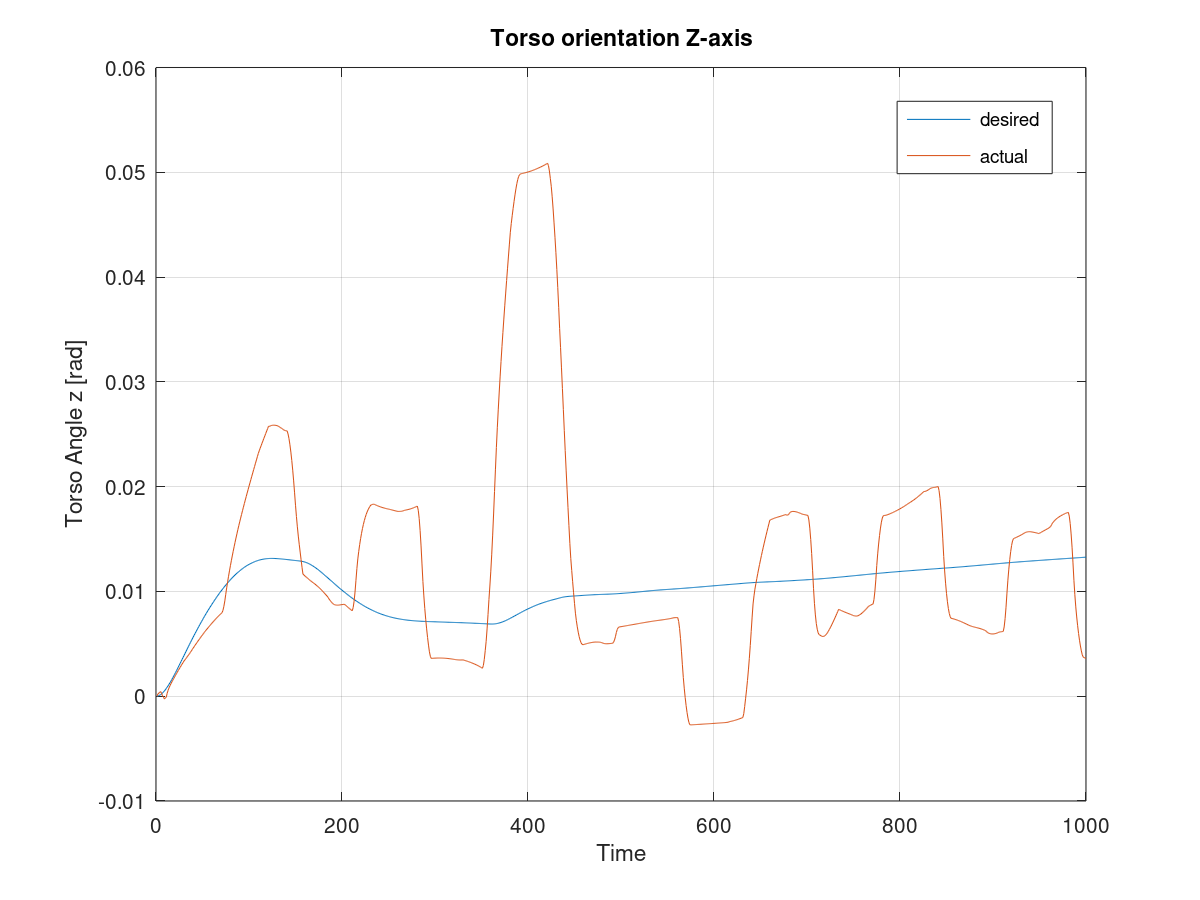 Torso orientation Z-axis
0.06
0.05
0.04
0.03
0.02
0.01
0
-0.01
Torso Angle z [rad]
desired
actual
0 200 400 600 800 1000
Time